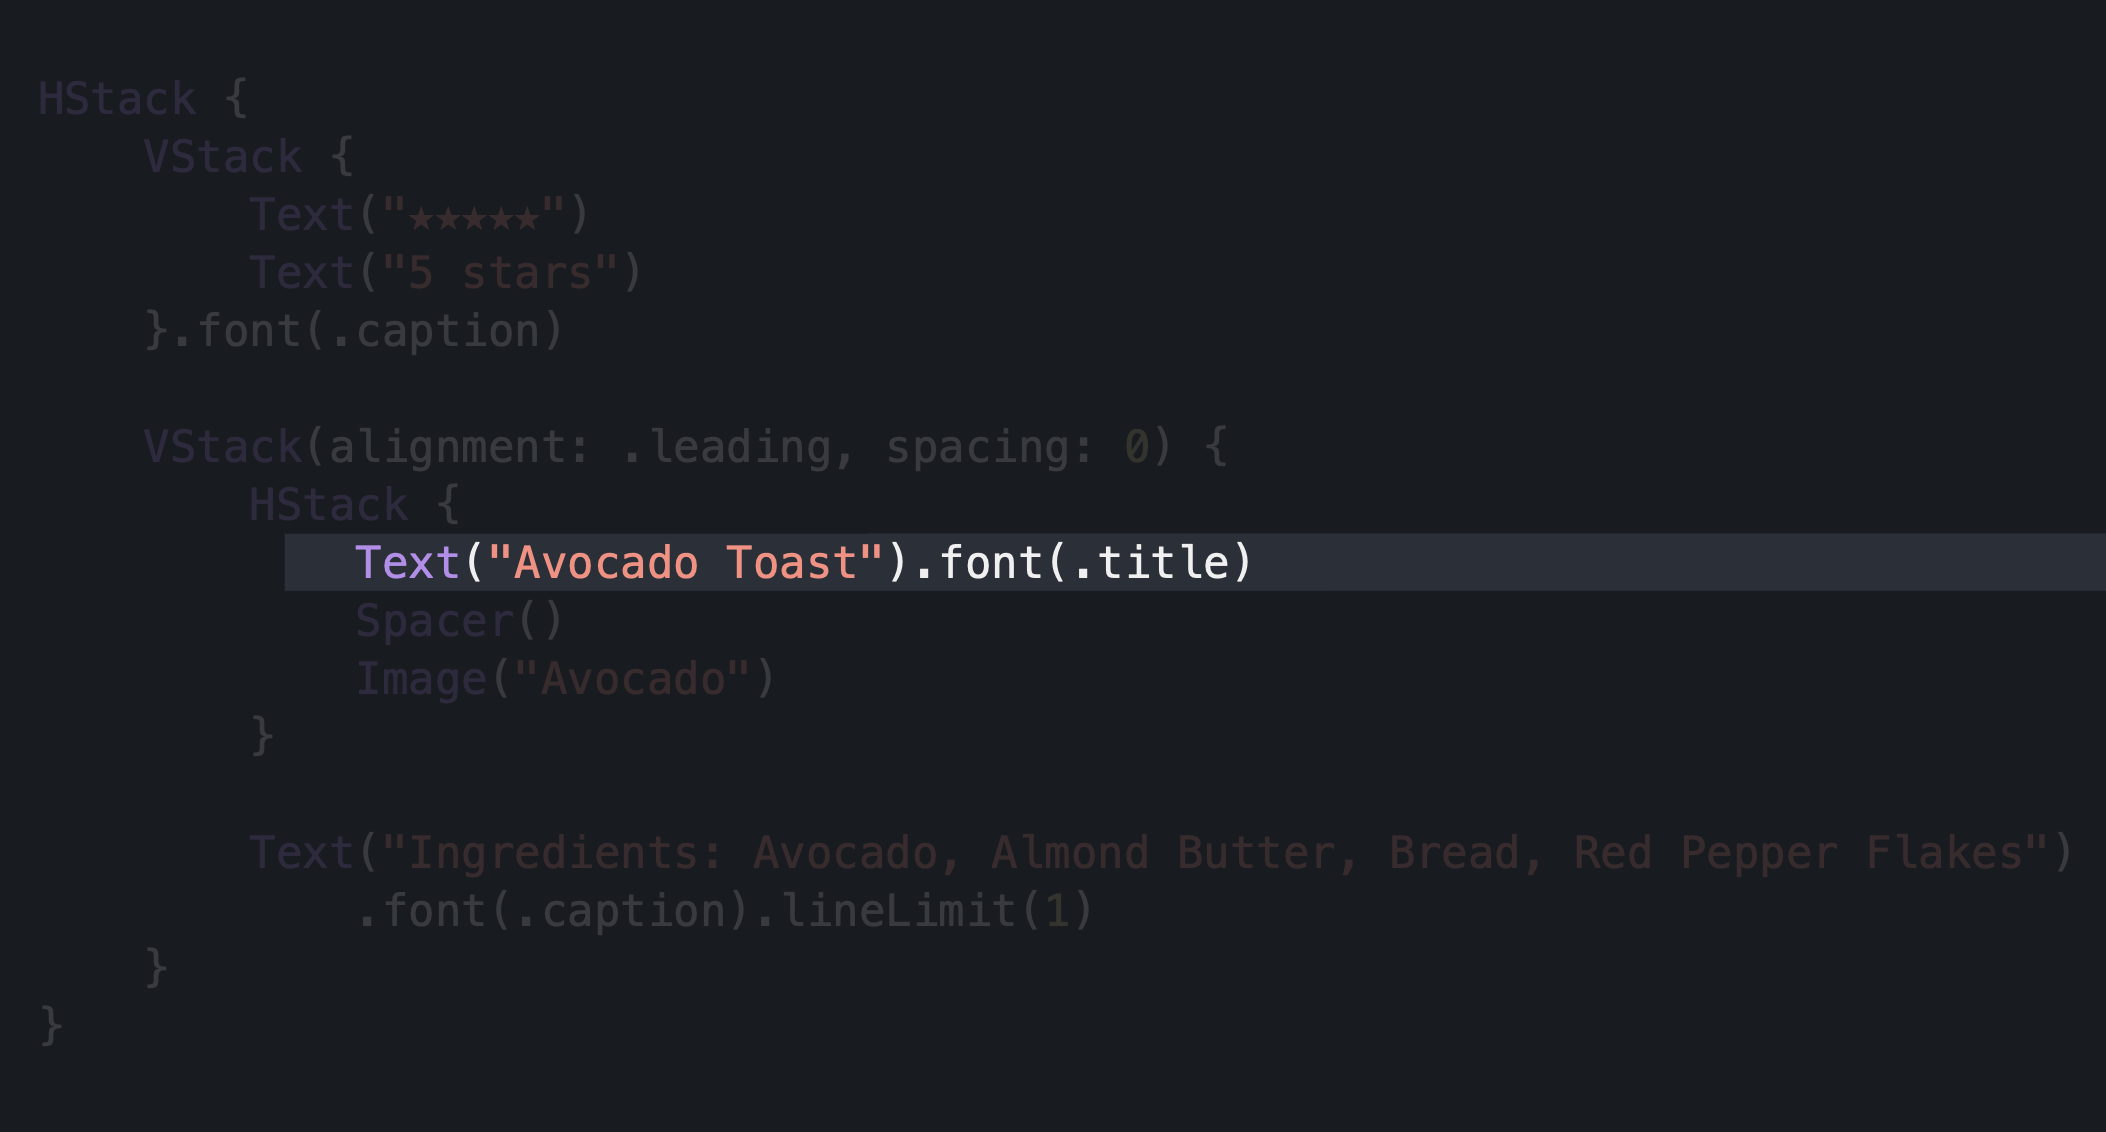 HStack {
    VStack {
        Text("★★★★★")
        Text("5 stars")
    }.font(.caption)

    VStack(alignment: .leading, spacing: 0) {
        HStack {
            Text("Avocado Toast").font(.title)
            Spacer()
            Image("Avocado")
        }

        Text("Ingredients: Avocado, Almond Butter, Bread, Red Pepper Flakes")
            .font(.caption).lineLimit(1)
    }
}